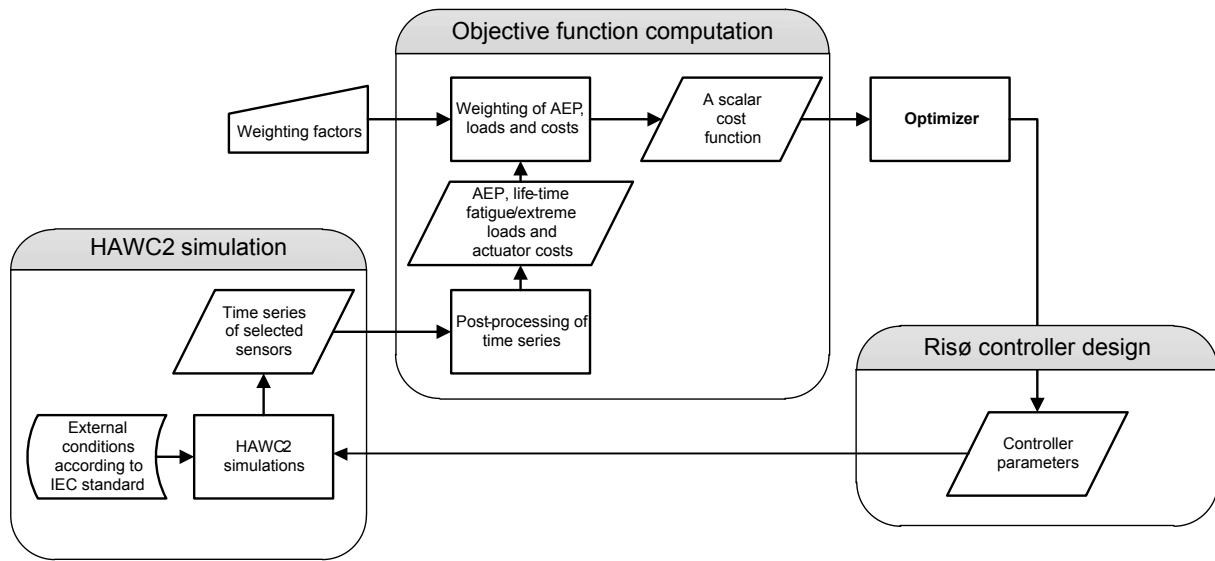 Objective function computation
Weighting factors
Weighting of AEP,
loads and costs
A scalar
cost
function
Optimizer
AEP, life-time
fatigue/extreme
loads and
actuator costs
HAWC2 simulation
Time series
of selected
sensors
Post-processing of
time series
Risø controller design
External
conditions
according to
IEC standard
HAWC2
simulations
Controller
parameters